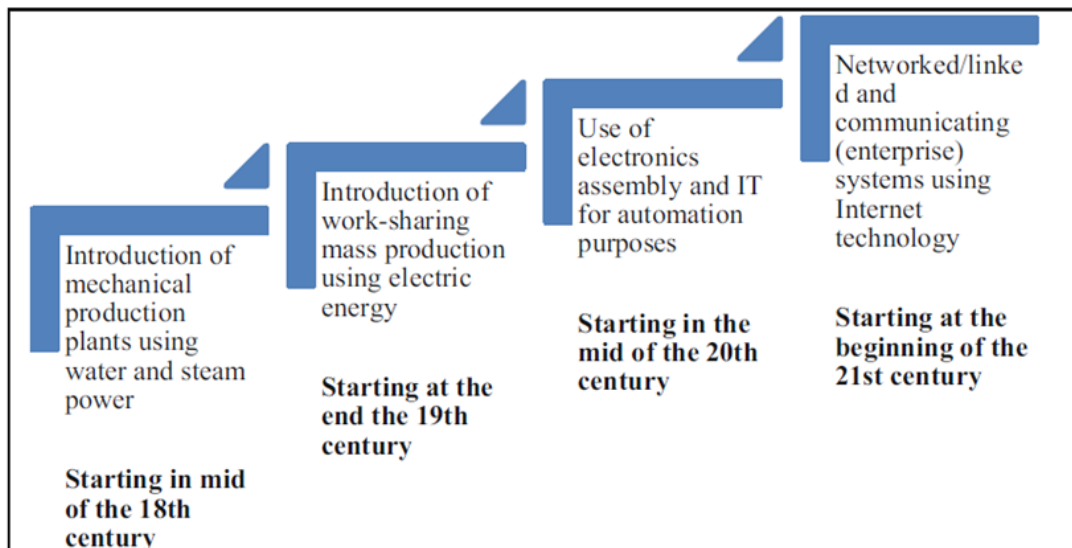 Introduction of
mechanical
production
plants using
water and steam
power
Starting in mid
of the 18th
century
Introduction of
work-sharing
mass production
using electric
energy
Starting at the
end the 19th
century
Use of
electronics
assembly and IT
for automation
purposes
Starting in the
mid of the 20th
century
Networked/linke
d and
communicating
(enterprise)
systems using
Internet
technology
Starting at the
beginning of the
21st century